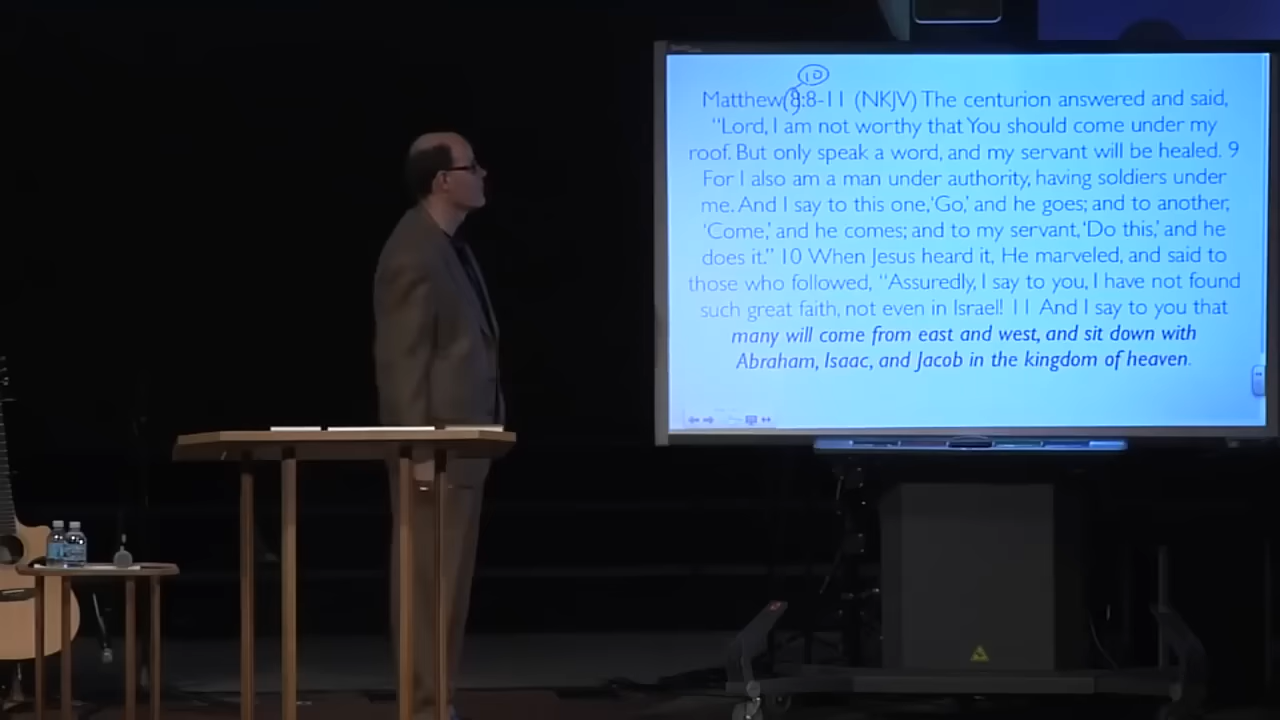 10
Matthew 8:8-11 (NKJV) The centurion answered and said,
“Lord, I am not worthy that You should come under my
roof. But only speak a word, and my servant will be healed. 9
For I also am a man under authority, having soldiers under
me. And I say to this one, ‘Go,’ and he goes; and to another,
‘Come,’ and he comes; and to my servant, ‘Do this,’ and he
does it.” 10 When Jesus heard it, He marveled, and said to
those who followed, “Assuredly, I say to you, I have not found
such great faith, not even in Israel! 11 And I say to you that
many will come from east and west, and sit down with
Abraham, Isaac, and Jacob in the kingdom of heaven.